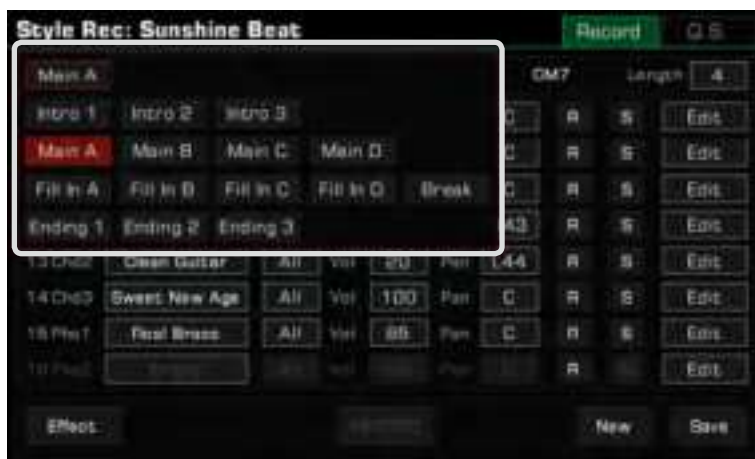 Style Rec: Sunshine Beat Record Q.S.
Main A CM7 Length 4
Intro 1 Intro 2 Intro 3 C R S Edit
Main A Main B Main C Main D C R S Edit
Fill In A Fill In B Fill In C Fill In D Break C R S Edit
Ending 1 Ending 2 Ending 3 R S Edit
13 Chd2 Clean Guitar All Vol 20 Pan L44 R S Edit
14 Chd3 Sweet New Age All Vol 100 Pan C R S Edit
15 Phs1 Real Brass All Vol Pan C R S Edit
R Edit
Effect New Save